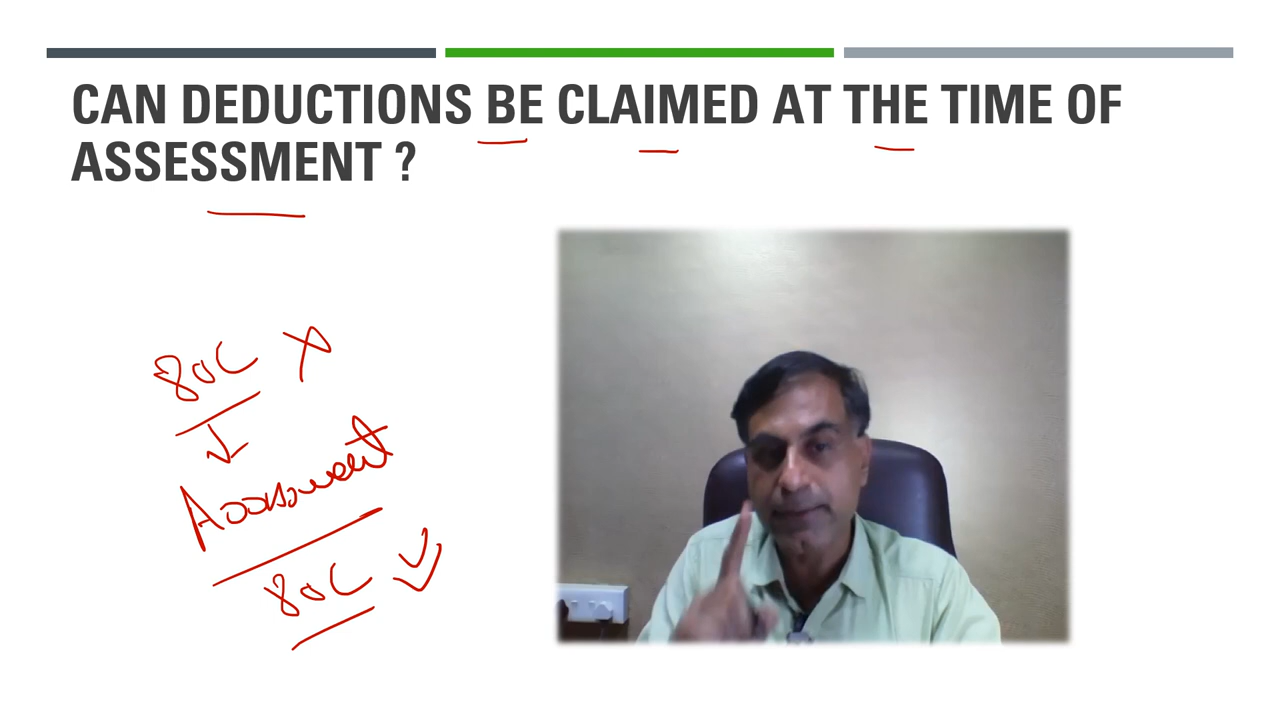 CAN DEDUCTIONS BE CLAIMED AT THE TIME OF
ASSESSMENT ?
80C X
Assessment
80C